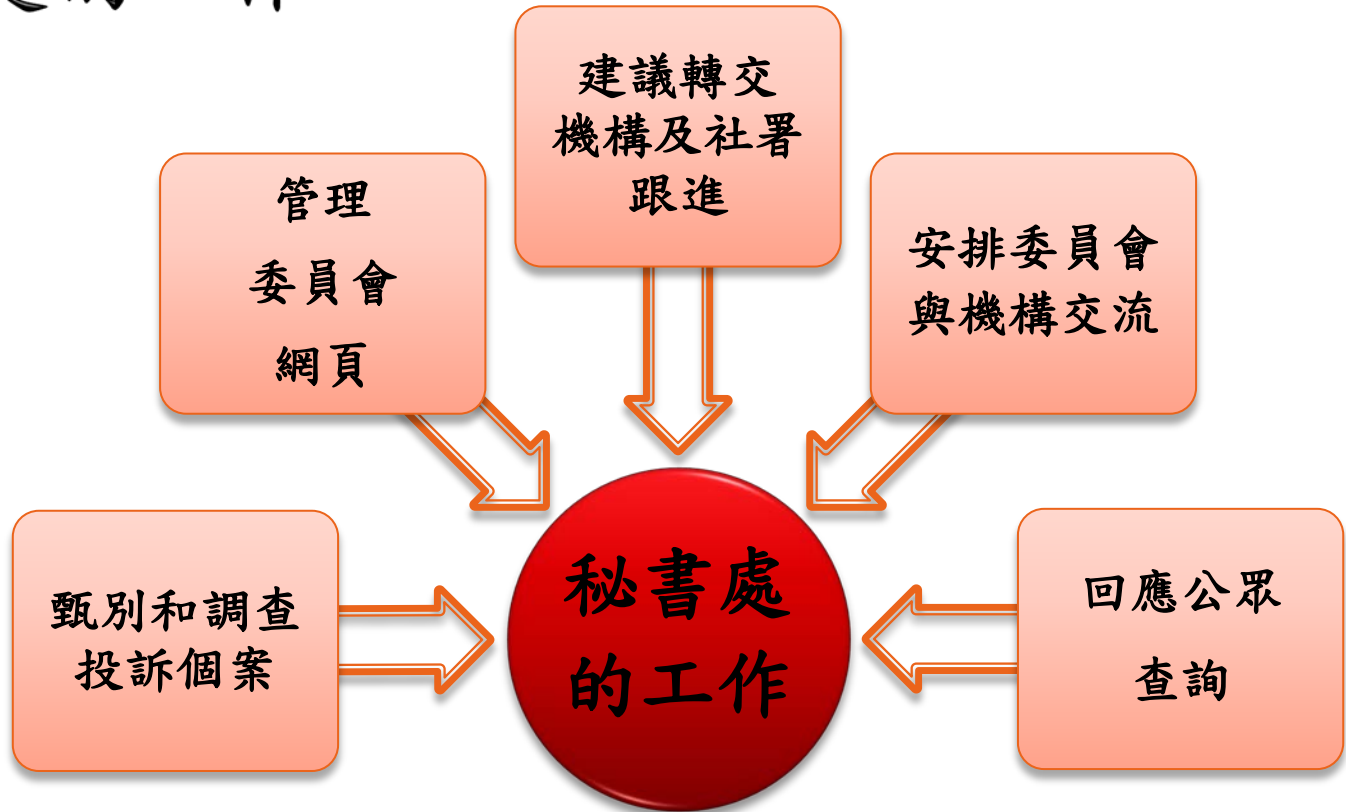 建議轉交
機構及社署
跟進
管理
委員會
網頁
安排委員會
與機構交流
甄別和調查
投訴個案
秘書處
的工作
回應公眾
查詢